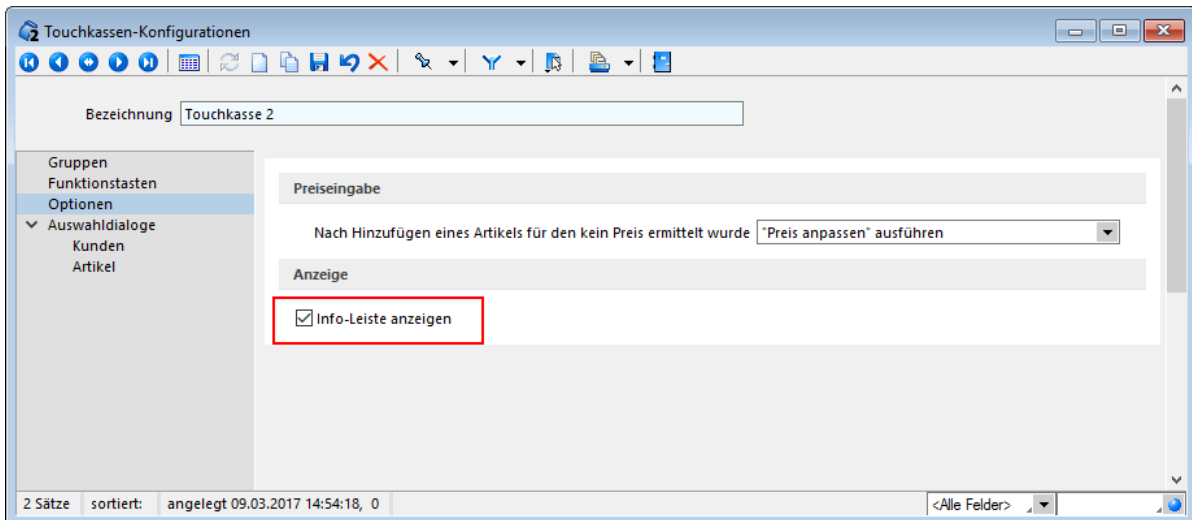 Touchkassen-Konfigurationen
Bezeichnung Touchkasse 2
Gruppen
Funktionstasten
Optionen
Auswahldialoge
Kunden
Artikel
Preiseingabe
Nach Hinzufügen eines Artikels für den kein Preis ermittelt wurde "Preis anpassen" ausführen
Anzeige
Info-Leiste anzeigen
2 Sätze sortiert: angelegt 09.03.2017 14:54:18, 0 <Alle Felder>